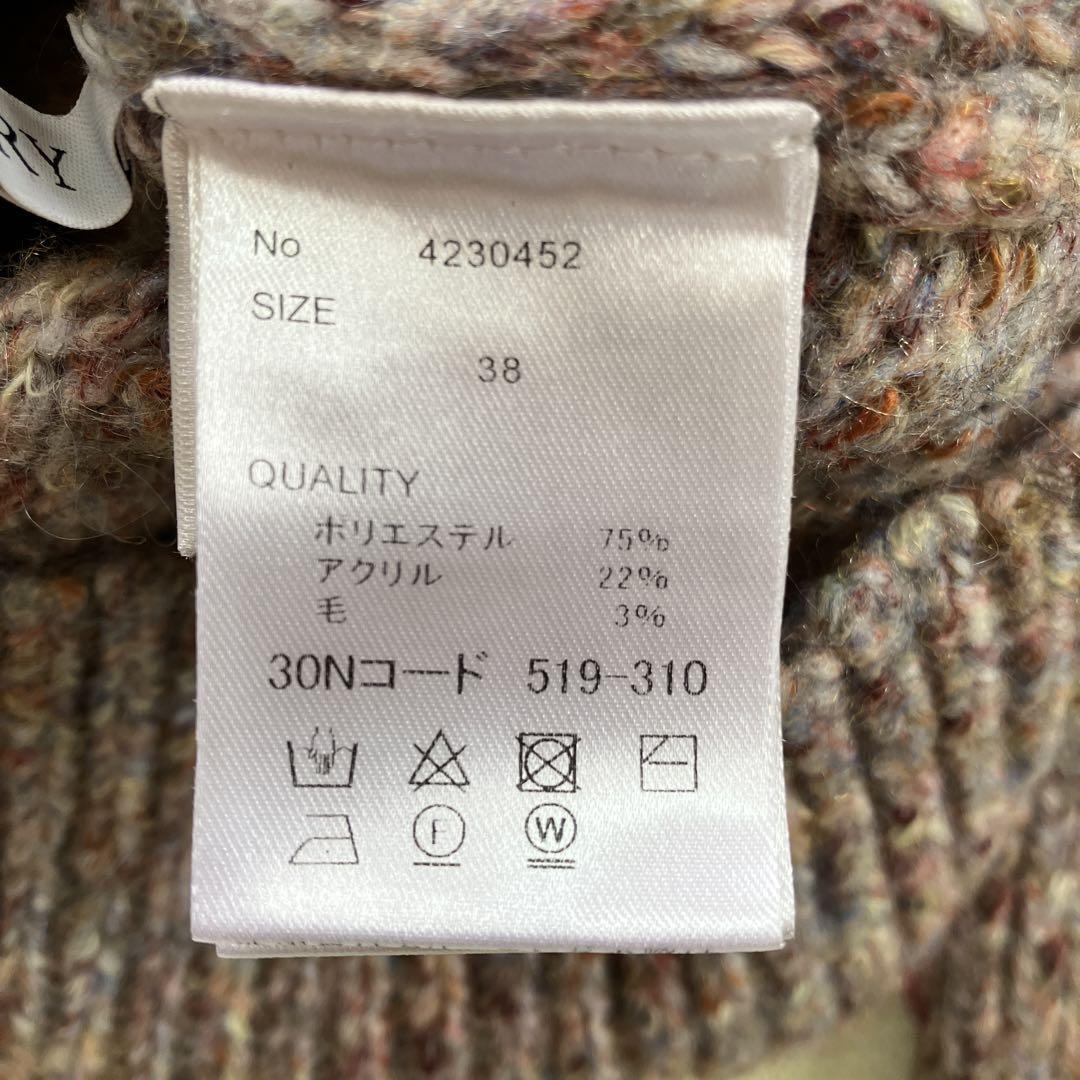 RY
No 4230452
SIZE
38
QUALITY
ポリエステル 75%
アクリル 22%
毛 3%
30Nコード 519-310
F
W